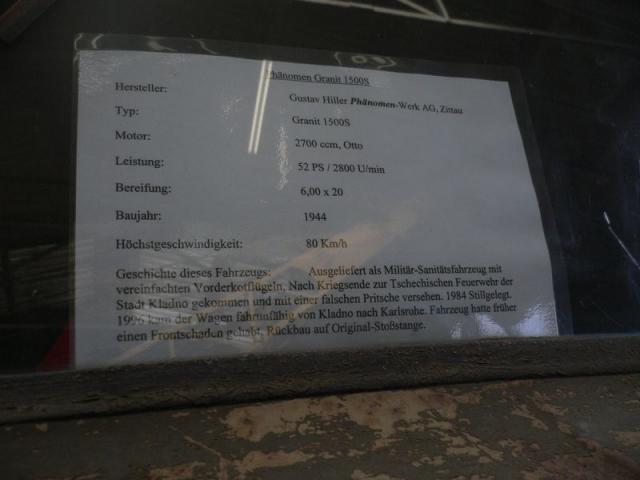 Phänomen Granit 1500S
Hersteller: Gustav Hiller Phänomen-Werk AG, Zittau
Typ: Granit 1500S
Motor: 2700 ccm, Otto
Leistung: 52 PS / 2800 U/min
Bereifung: 6,00 x 20
Baujahr: 1944
Höchstgeschwindigkeit: 80 Km/h
Geschichte dieses Fahrzeugs: Ausgeliefert als Militär-Sanitätsfahrzeug mit
vereinfachten Vorderkotflügeln, Nach Kriegsende zur Tschechischen Feuerwehr der
Stadt Kladno gekommen und mit einer falschen Pritsche versehen. 1984 Stillgelegt.
1996 kam der Wagen fahrunfähig von Kladno nach Karlsruhe. Fahrzeug hatte früher
einen Frontschaden gehabt, Rückbau auf Original-Stoßstange.